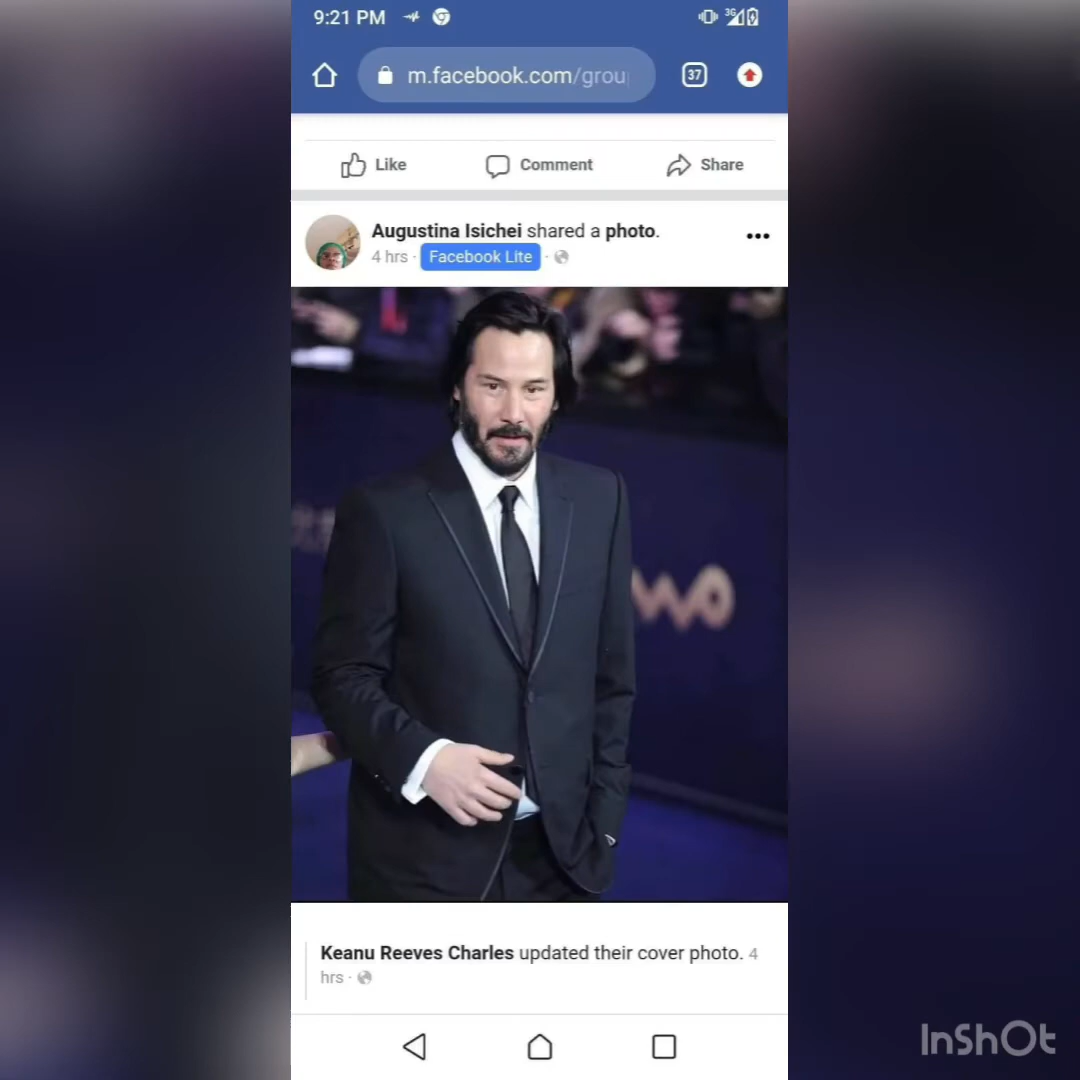 9:21 PM
3G
m.facebook.com/grou
37
Like
Comment
Share
Augustina Isichei shared a photo.
4 hrs · Facebook Lite ·
Keanu Reeves Charles updated their cover photo. 4
hrs ·
InShOt